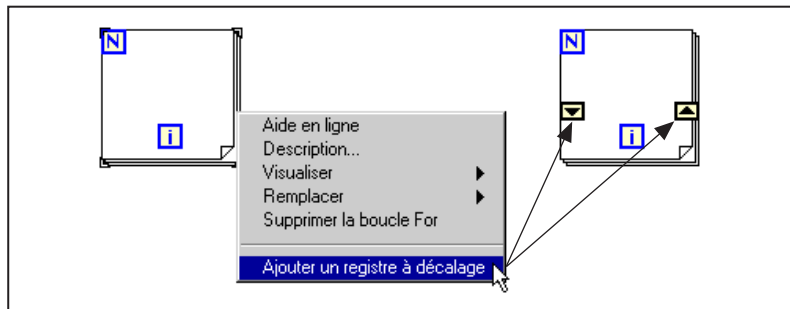 N
i
Aide en ligne
Description...
Visualiser
Remplacer
Supprimer la boucle For
Ajouter un registre à décalage
N
i